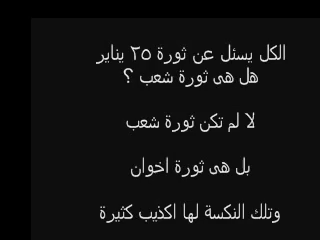 الكل يسئل عن ثورة ٢٥ يناير
هل هى ثورة شعب ؟
لا لم تكن ثورة شعب
بل هى ثورة اخوان
وتلك النكسة لها اكذيب كثيرة